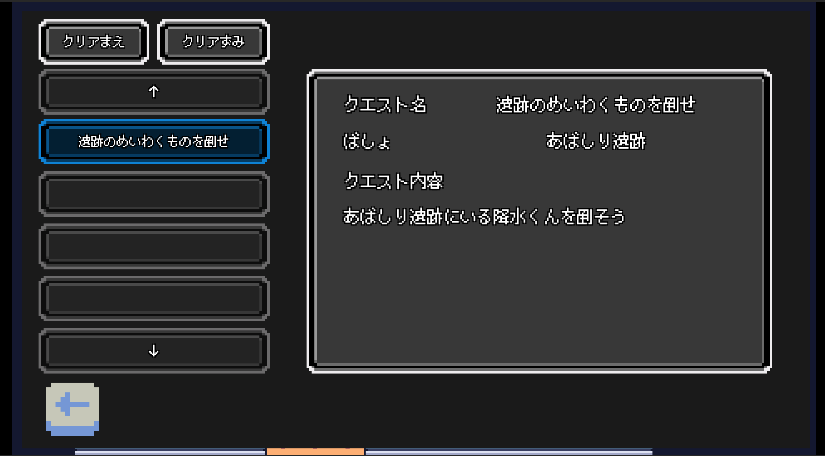 クリアまえ クリアずみ
↑
遺跡のめいわくものを倒せ
↓
クエスト名 遺跡のめいわくものを倒せ
ばしょ あばしり遺跡
クエスト内容
あばしり遺跡にいる降水くんを倒そう